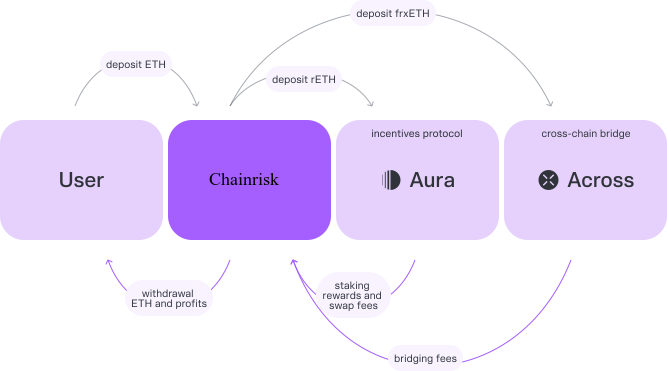 deposit frxETH
deposit ETH
deposit rETH
incentives protocol
cross-chain bridge
User
Chainrisk
Aura
Across
withdrawal
ETH and profits
staking
rewards and
swap fees
bridging fees